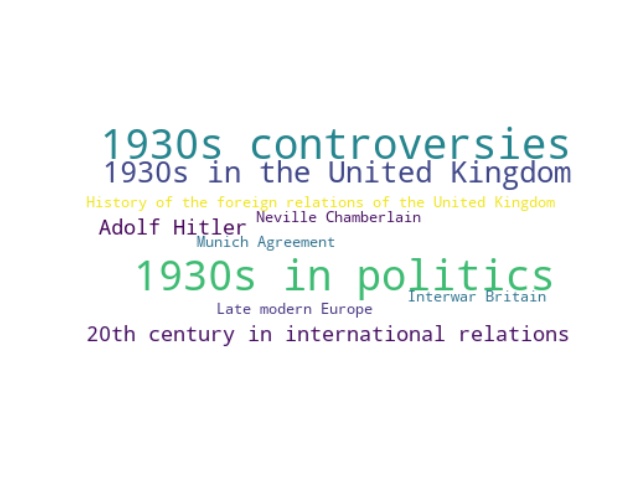 1930s controversies
1930s in the United Kingdom
History of the foreign relations of the United Kingdom
Neville Chamberlain
Adolf Hitler
Munich Agreement
1930s in politics
Interwar Britain
Late modern Europe
20th century in international relations